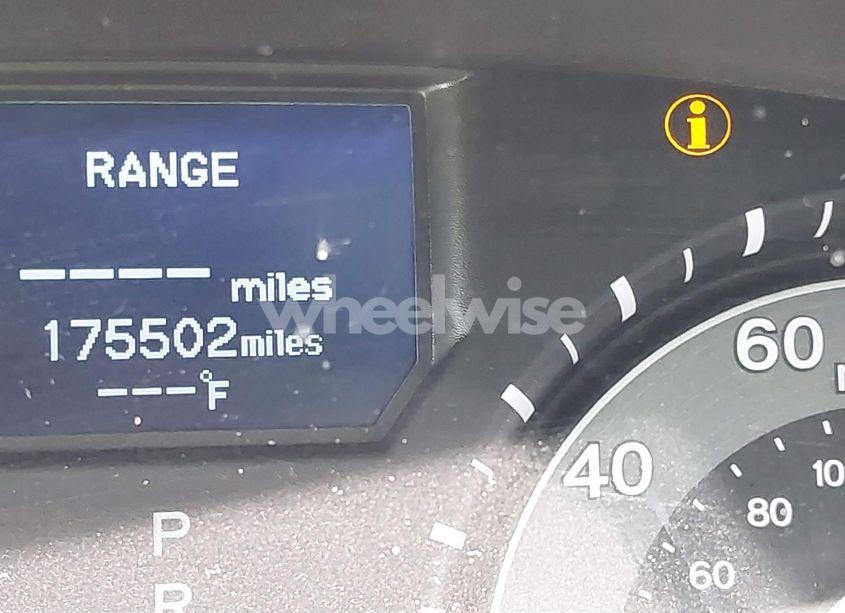 RANGE
---- miles
175502miles
---°F
P
R
i
60
40
10
80
60
wheelwise